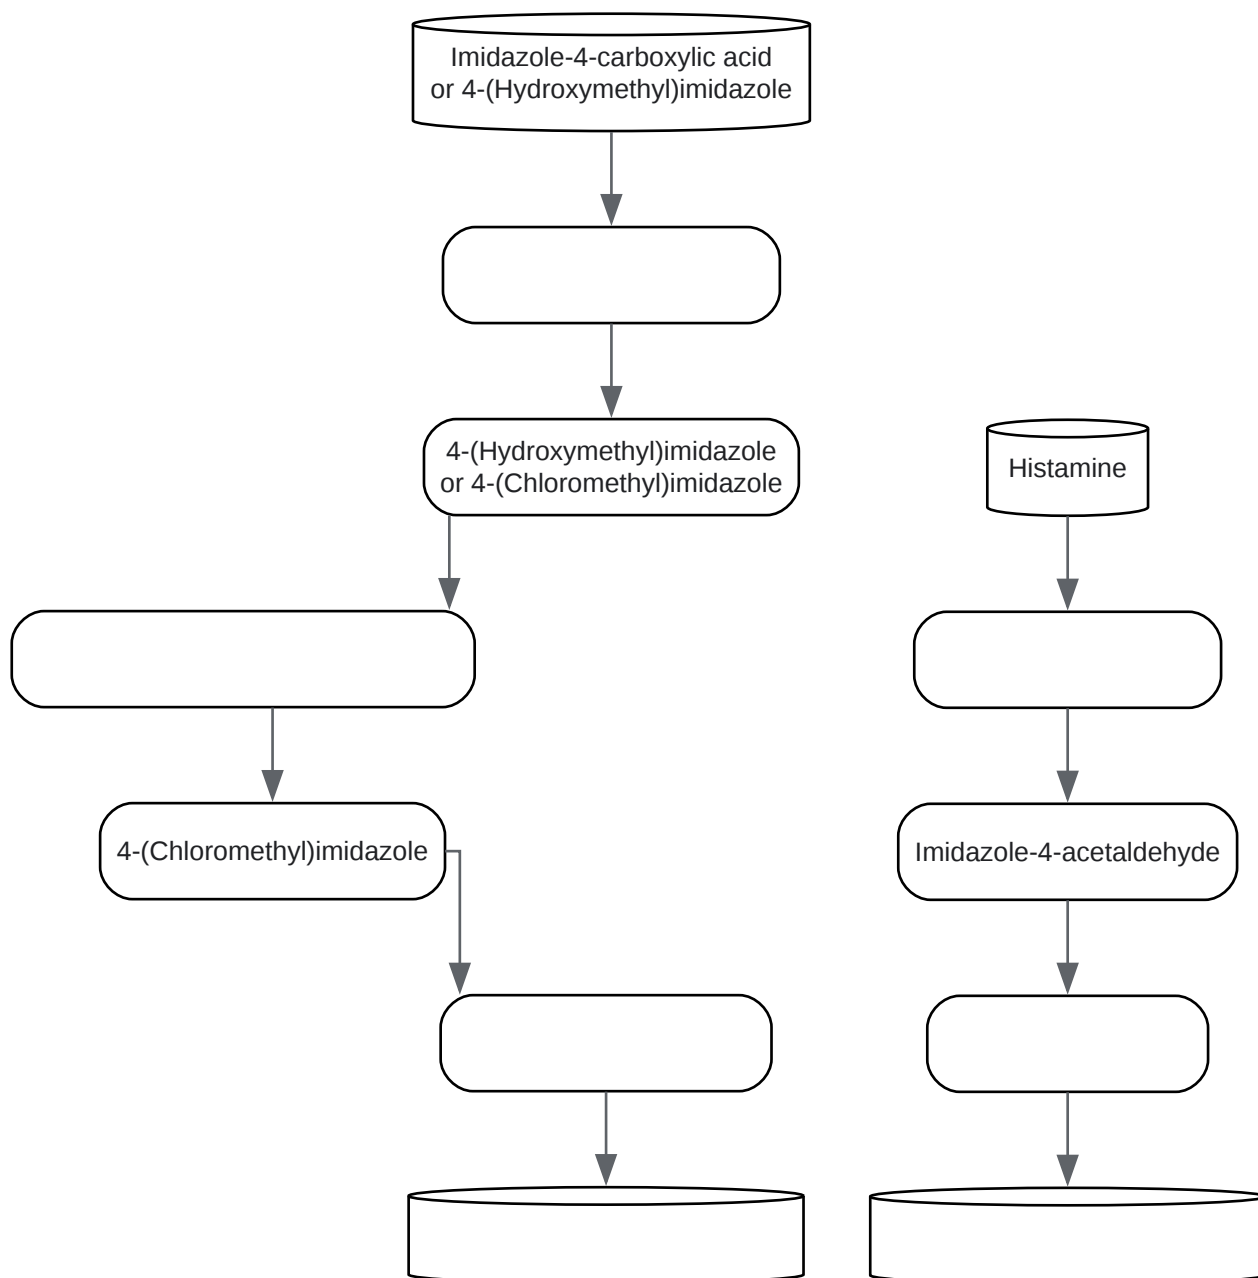 Imidazole-4-carboxylic acid
or 4-(Hydroxymethyl)imidazole
4-(Hydroxymethyl)imidazole
or 4-(Chloromethyl)imidazole
Histamine
4-(Chloromethyl)imidazole
Imidazole-4-acetaldehyde